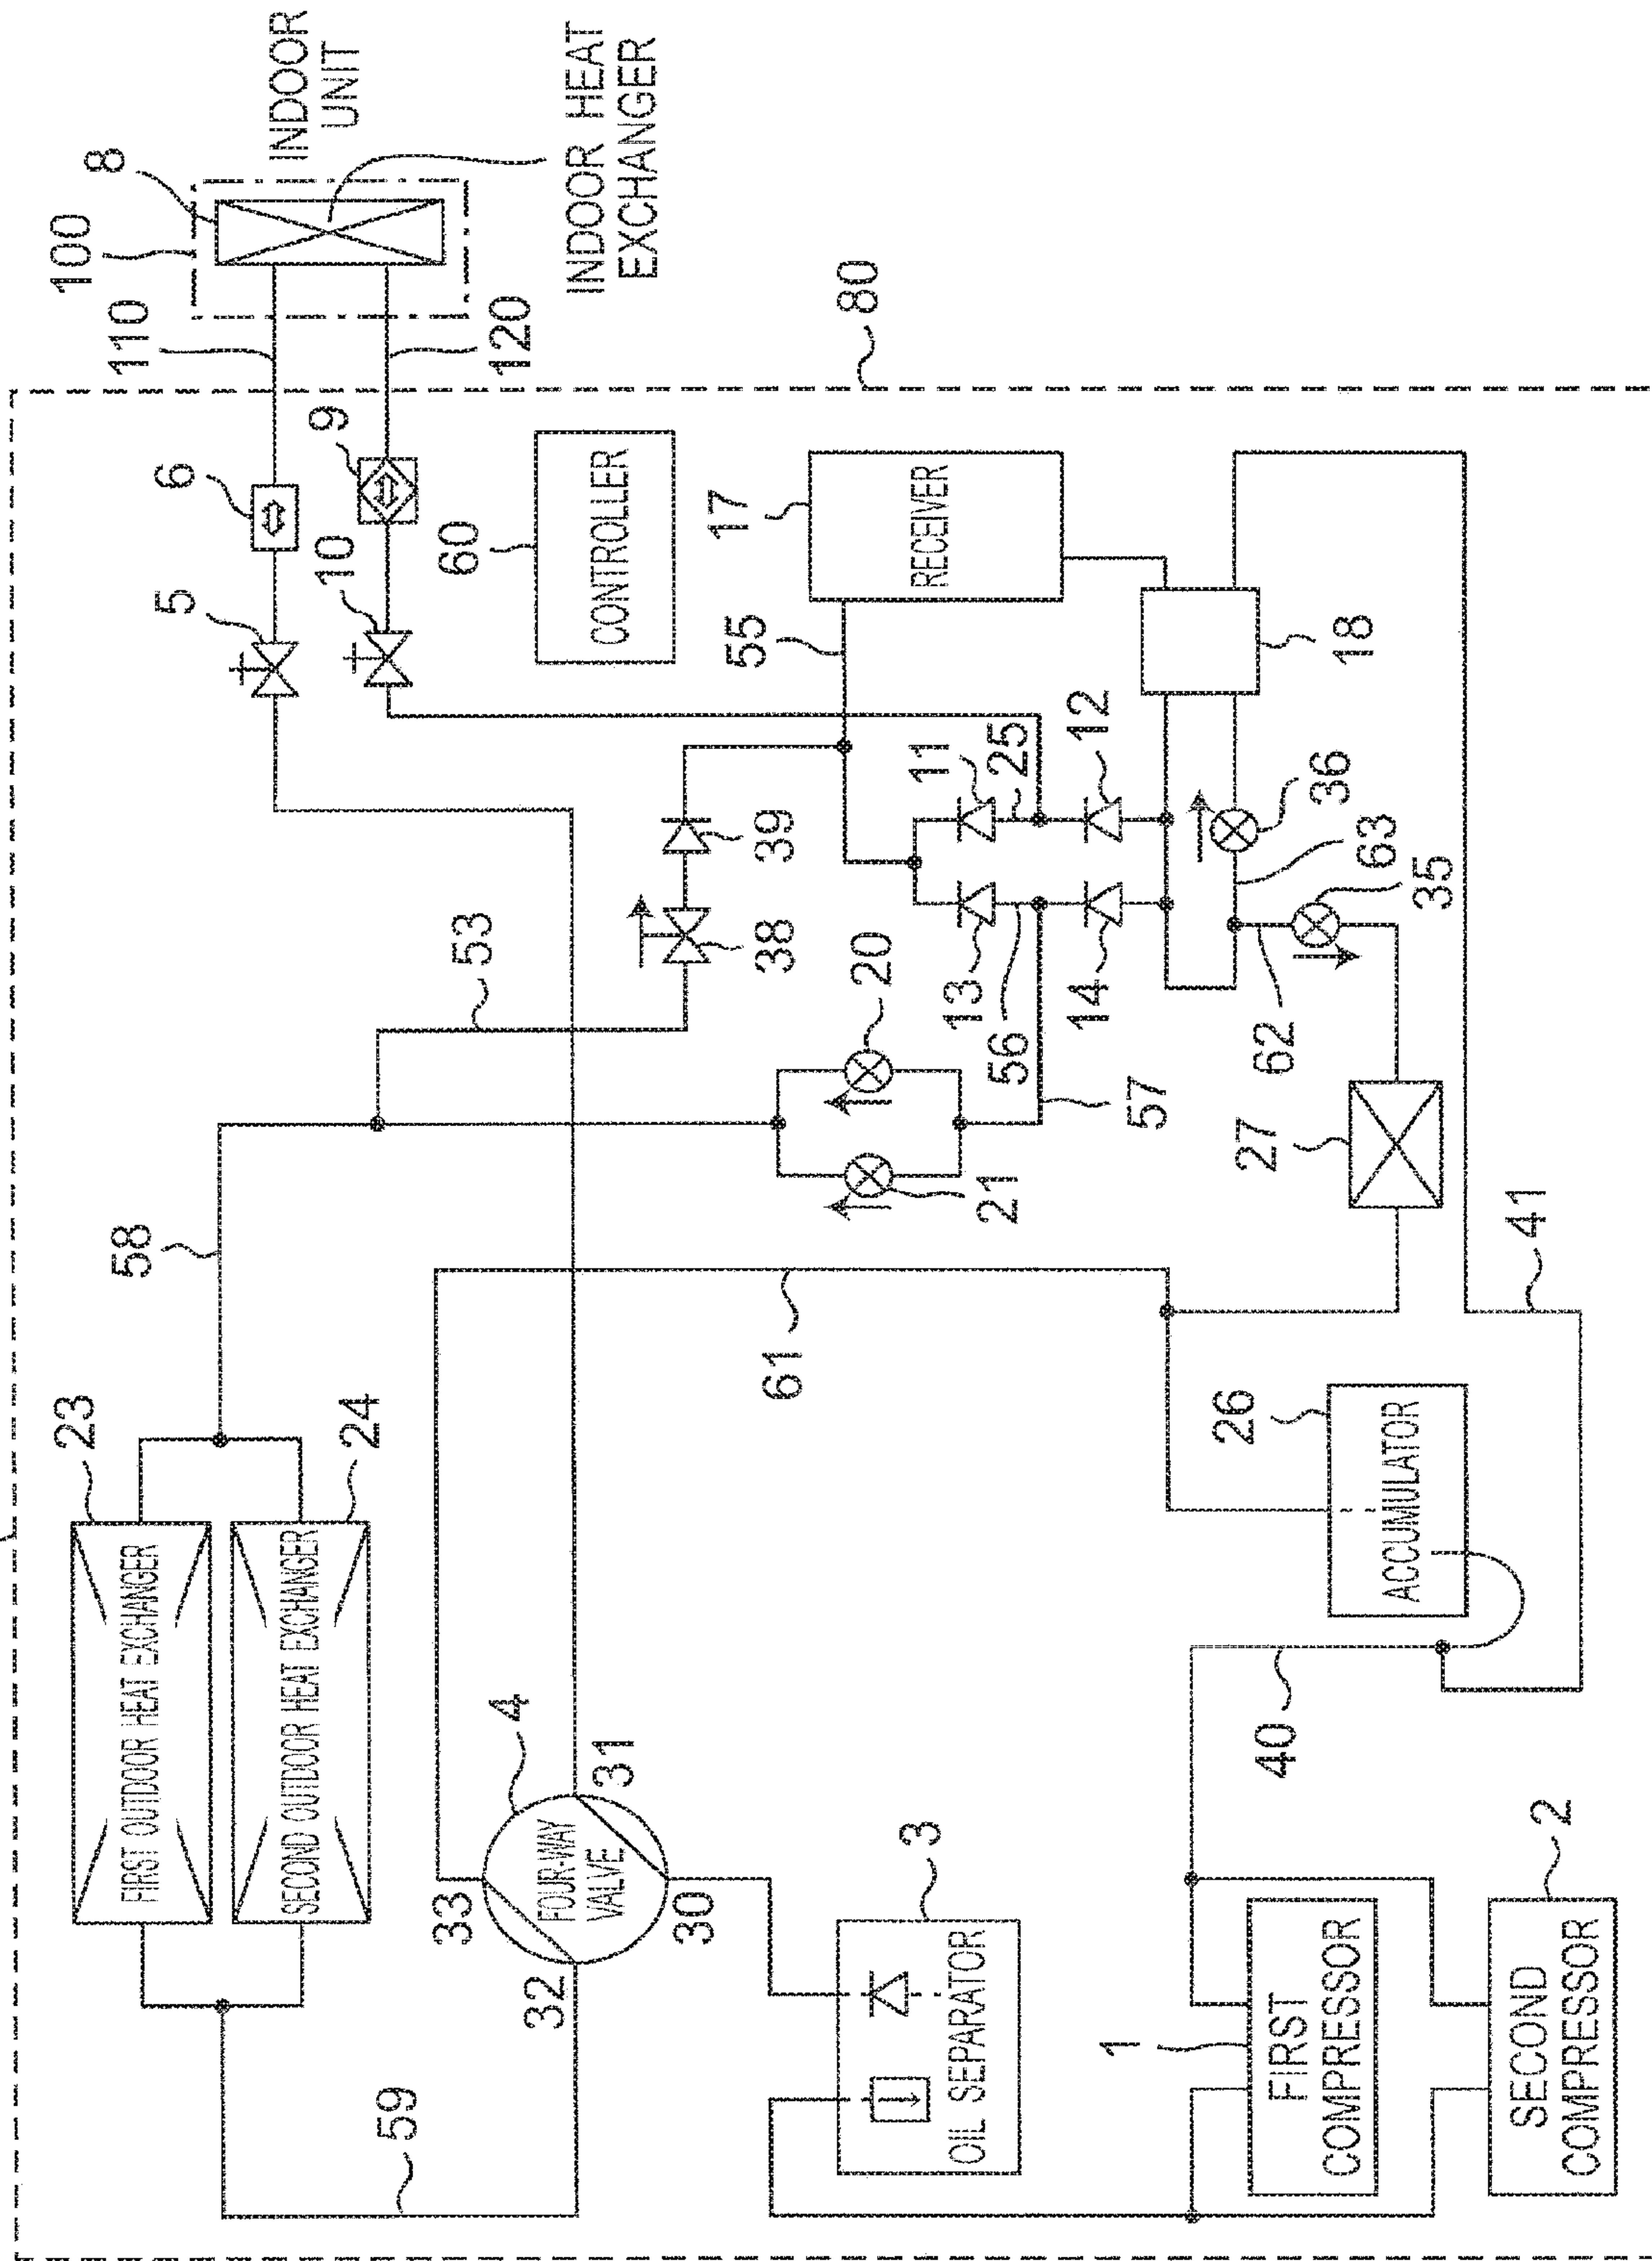 100
8
INDOOR
UNIT
INDOOR HEAT
EXCHANGER
110
120
80
6
9
5
10
60
CONTROLLER
17
RECEIVER
55
18
11
25
12
39
38
53
36
63
35
13
56
14
62
20
21
57
27
58
41
61
23
FIRST OUTDOOR HEAT EXCHANGER
24
SECOND OUTDOOR HEAT EXCHANGER
26
ACCUMULATOR
40
4
FOUR-WAY
VALVE
31
33
30
32
3
OIL SEPARATOR
59
1
FIRST
COMPRESSOR
2
SECOND
COMPRESSOR